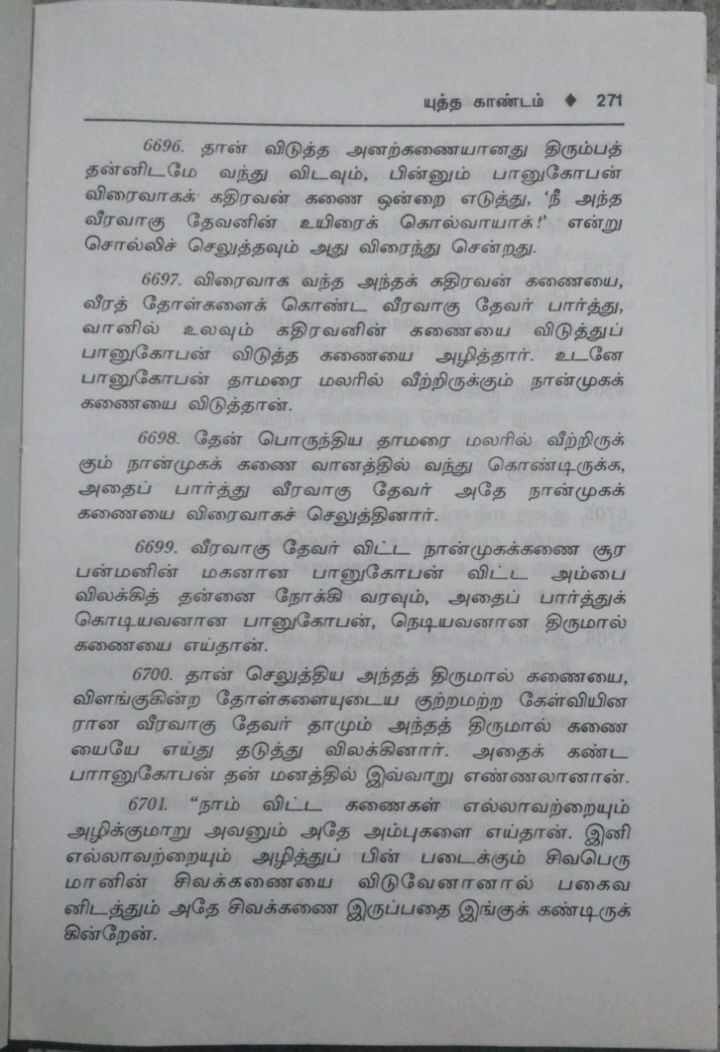 யுத்த காண்டம் ♦ 271
6696. தான் விடுத்த அனற்கணையானது திரும்பத்
தன்னிடமே வந்து விடவும், பின்னும் பானுகோபன்
விரைவாகக் கதிரவன் கணை ஒன்றை எடுத்து, ‘நீ அந்த
வீரவாகு தேவனின் உயிரைக் கொல்வாயாக்!’ என்று
சொல்லிச் செலுத்தவும் அது விரைந்து சென்றது.
6697. விரைவாக வந்த அந்தக் கதிரவன் கணையை,
வீரத் தோள்களைக் கொண்ட வீரவாகு தேவர் பார்த்து,
வானில் உலவும் கதிரவனின் கணையை விடுத்துப்
பானுகோபன் விடுத்த கணையை அழித்தார். உடனே
பானுகோபன் தாமரை மலரில் வீற்றிருக்கும் நான்முகக்
கணையை விடுத்தான்.
6698. தேன் பொருந்திய தாமரை மலரில் வீற்றிருக்
கும் நான்முகக் கணை வானத்தில் வந்து கொண்டிருக்க,
அதைப் பார்த்து வீரவாகு தேவர் அதே நான்முகக்
கணையை விரைவாகச் செலுத்தினார்.
6699. வீரவாகு தேவர் விட்ட நான்முகக்கணை சூர
பன்மனின் மகனான பானுகோபன் விட்ட அம்பை
விலக்கித் தன்னை நோக்கி வரவும், அதைப் பார்த்துக்
கொடியவனான பானுகோபன், நெடியவனான திருமால்
கணையை எய்தான்.
6700. தான் செலுத்திய அந்தத் திருமால் கணையை,
விளங்குகின்ற தோள்களையுடைய குற்றமற்ற கேள்வியின
ரான வீரவாகு தேவர் தாமும் அந்தத் திருமால் கணை
யையே எய்து தடுத்து விலக்கினார். அதைக் கண்ட
பாரானுகோபன் தன் மனத்தில் இவ்வாறு எண்ணலானான்.
6701. “நாம் விட்ட கணைகள் எல்லாவற்றையும்
அழிக்குமாறு அவனும் அதே அம்புகளை எய்தான். இனி
எல்லாவற்றையும் அழித்துப் பின் படைக்கும் சிவபெரு
மானின் சிவக்கணையை விடுவேனானால் பகைவ
னிடத்தும் அதே சிவக்கணை இருப்பதை இங்குக் கண்டிருக்
கின்றேன்.